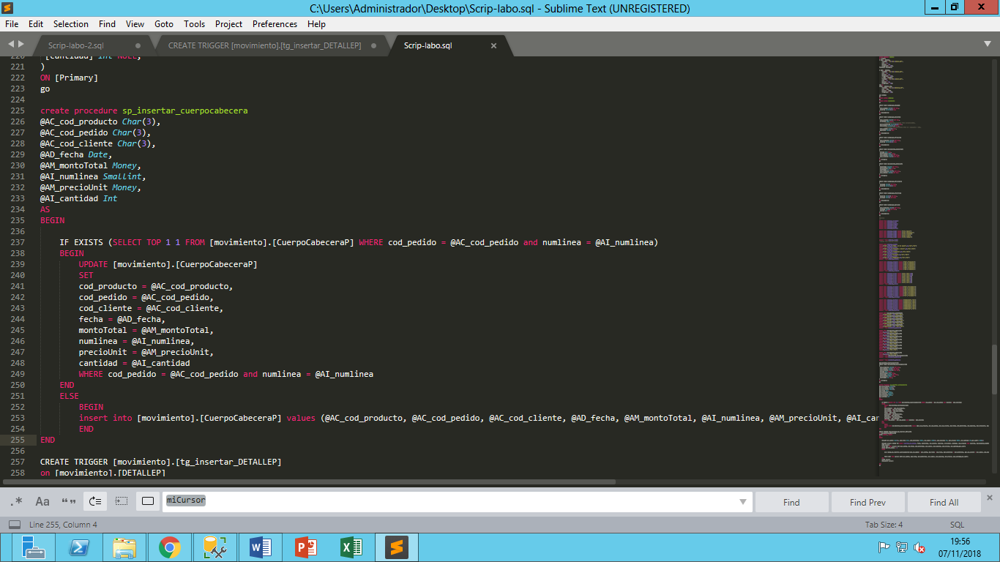 C:\Users\Administrador\Desktop\Scrip-labo.sql - Sublime Text (UNREGISTERED)
File Edit Selection Find View Goto Tools Project Preferences Help
Scrip-labo-2.sql CREATE TRIGGER [movimiento].[tg_insertar_DETALLEP] Scrip-labo.sql
220 [cantidad] Int NULL,
221 )
222 ON [Primary]
223 go
224
225 create procedure sp_insertar_cuerpocabecera
226 @AC_cod_producto Char(3),
227 @AC_cod_pedido Char(3),
228 @AC_cod_cliente Char(3),
229 @AD_fecha Date,
230 @AM_montoTotal Money,
231 @AI_numlinea Smallint,
232 @AM_precioUnit Money,
233 @AI_cantidad Int
234 AS
235 BEGIN
236
237 IF EXISTS (SELECT TOP 1 1 FROM [movimiento].[CuerpoCabeceraP] WHERE cod_pedido = @AC_cod_pedido and numlinea = @AI_numlinea)
238 BEGIN
239 UPDATE [movimiento].[CuerpoCabeceraP]
240 SET
241 cod_producto = @AC_cod_producto,
242 cod_pedido = @AC_cod_pedido,
243 cod_cliente = @AC_cod_cliente,
244 fecha = @AD_fecha,
245 montoTotal = @AM_montoTotal,
246 numlinea = @AI_numlinea,
247 precioUnit = @AM_precioUnit,
248 cantidad = @AI_cantidad
249 WHERE cod_pedido = @AC_cod_pedido and numlinea = @AI_numlinea
250 END
251 ELSE
252 BEGIN
253 insert into [movimiento].[CuerpoCabeceraP] values (@AC_cod_producto, @AC_cod_pedido, @AC_cod_cliente, @AD_fecha, @AM_montoTotal, @AI_numlinea, @AM_precioUnit, @AI_can
254 END
255 END
256
257 CREATE TRIGGER [movimiento].[tg_insertar_DETALLEP]
258 on [movimiento].[DETALLEP]
.* Aa “” miCursor Find Find Prev Find All
Line 255, Column 4 Tab Size: 4 SQL
19:56
07/11/2018